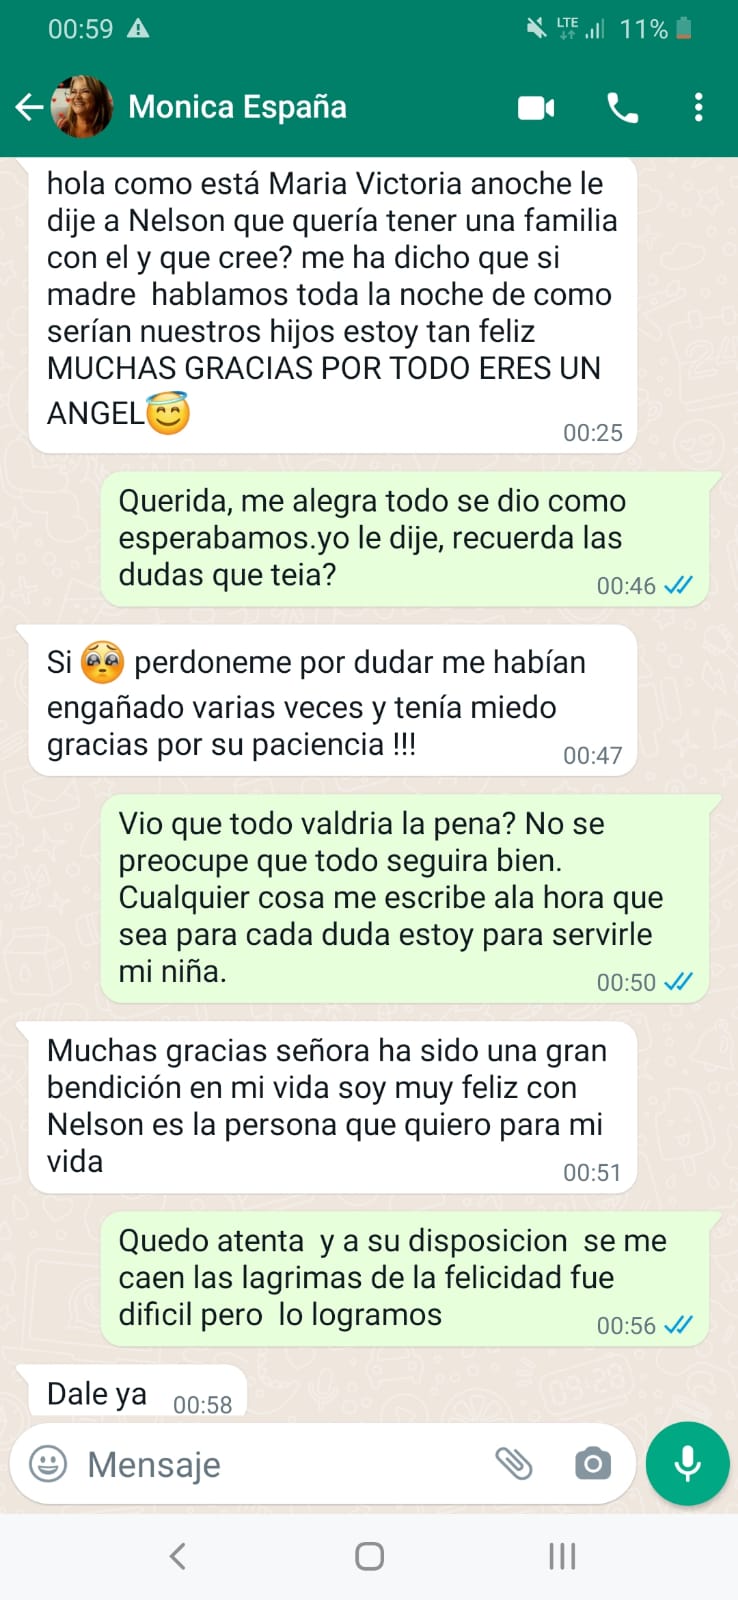 00:59 LTE 11%
Monica España
hola como está Maria Victoria anoche le
dije a Nelson que quería tener una familia
con el y que cree? me ha dicho que si
madre hablamos toda la noche de como
serían nuestros hijos estoy tan feliz
MUCHAS GRACIAS POR TODO ERES UN
ANGEL😇
00:25
Querida, me alegra todo se dio como
esperabamos.yo le dije, recuerda las
dudas que teia?
00:46
Si 🥺 perdoneme por dudar me habían
engañado varias veces y tenía miedo
gracias por su paciencia !!!
00:47
Vio que todo valdria la pena? No se
preocupe que todo seguira bien.
Cualquier cosa me escribe ala hora que
sea para cada duda estoy para servirle
mi niña.
00:50
Muchas gracias señora ha sido una gran
bendición en mi vida soy muy feliz con
Nelson es la persona que quiero para mi
vida
00:51
Quedo atenta y a su disposicion se me
caen las lagrimas de la felicidad fue
dificil pero lo logramos
00:56
Dale ya 00:58
Mensaje